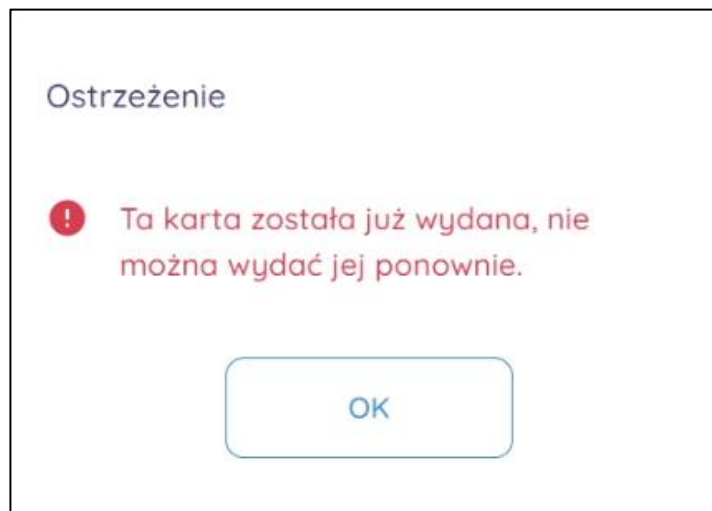 Ostrzeżenie
Ta karta została już wydana, nie
można wydać jej ponownie.
OK